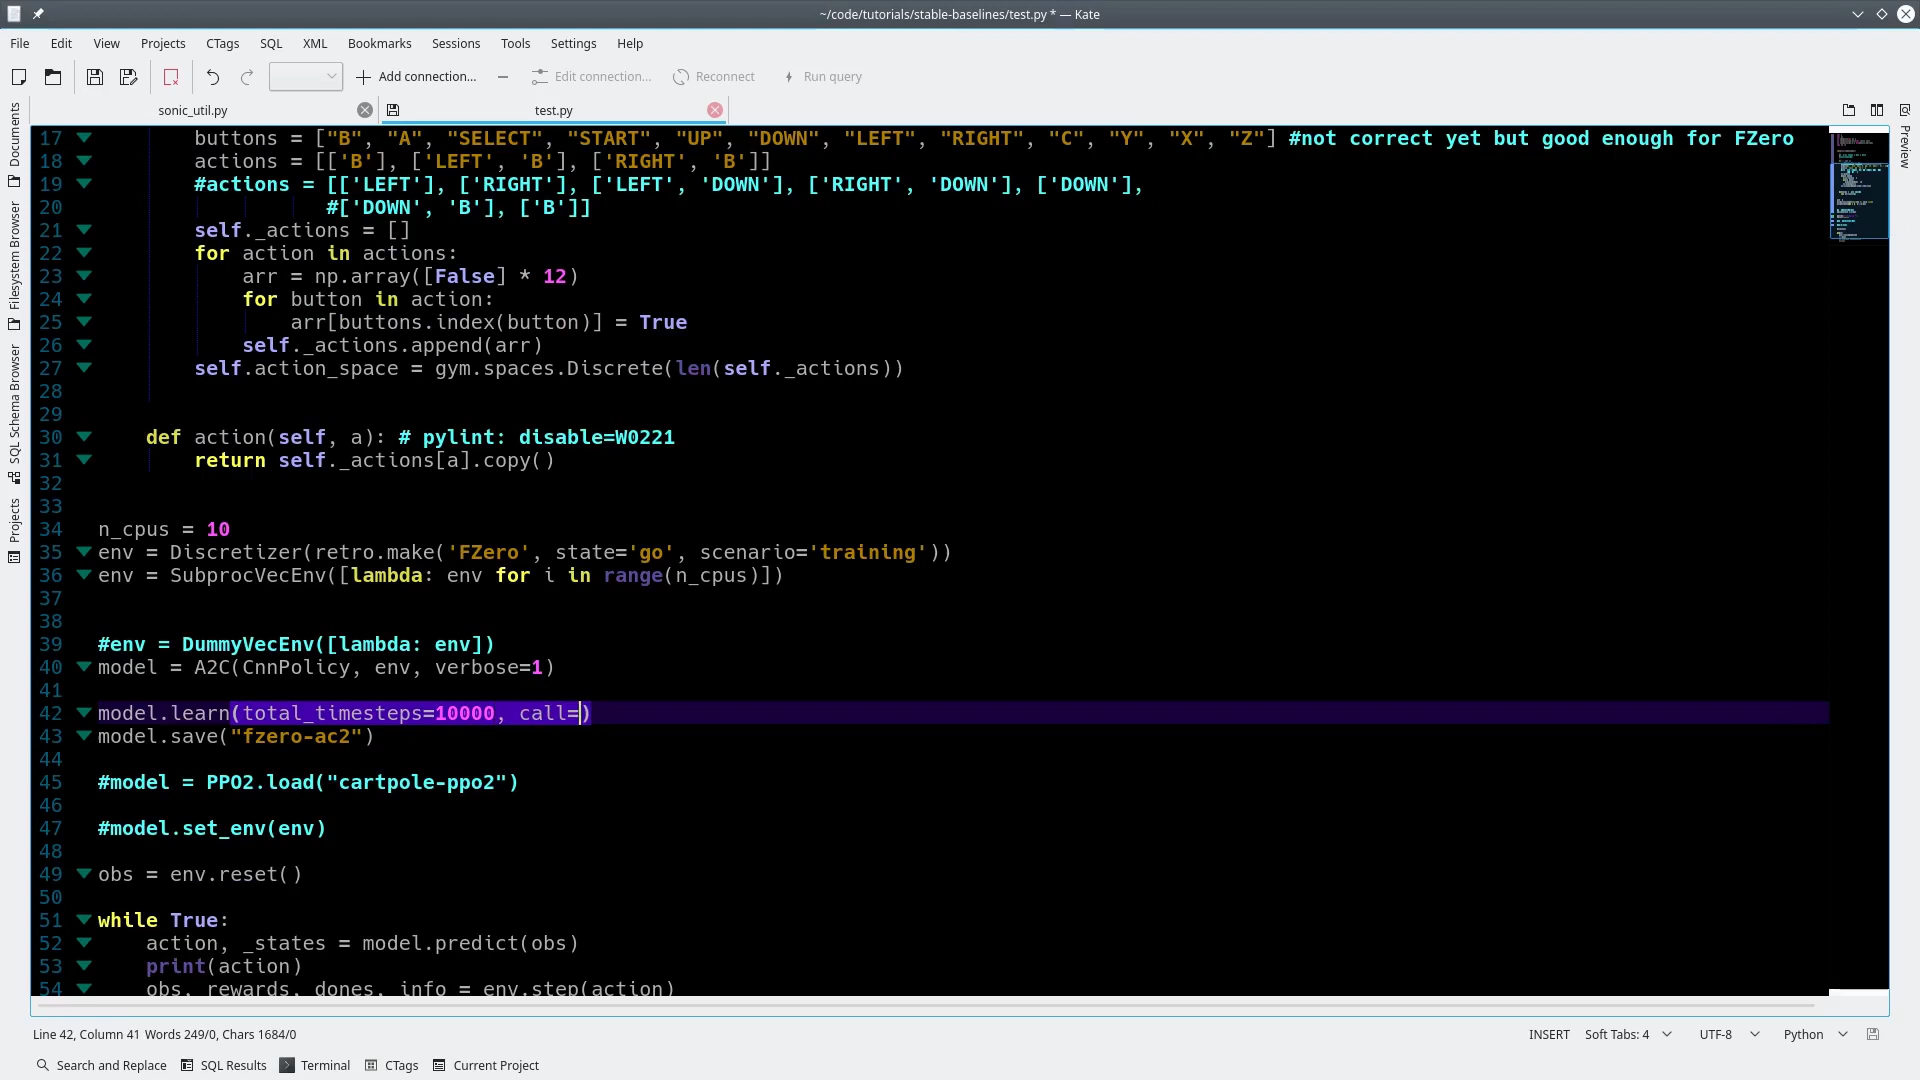 ~/code/tutorials/stable-baselines/test.py * — Kate
File Edit View Projects CTags SQL XML Bookmarks Sessions Tools Settings Help
Add connection... Edit connection... Reconnect Run query
sonic_util.py test.py
Documents
Filesystem Browser
SQL Schema Browser
Projects
Preview
17 buttons = ["B", "A", "SELECT", "START", "UP", "DOWN", "LEFT", "RIGHT", "C", "Y", "X", "Z"] #not correct yet but good enough for FZero
18 actions = [['B'], ['LEFT', 'B'], ['RIGHT', 'B']]
19 #actions = [['LEFT'], ['RIGHT'], ['LEFT', 'DOWN'], ['RIGHT', 'DOWN'], ['DOWN'],
20 #['DOWN', 'B'], ['B']]
21 self._actions = []
22 for action in actions:
23 arr = np.array([False] * 12)
24 for button in action:
25 arr[buttons.index(button)] = True
26 self._actions.append(arr)
27 self.action_space = gym.spaces.Discrete(len(self._actions))
28
29
30 def action(self, a): # pylint: disable=W0221
31 return self._actions[a].copy()
32
33
34 n_cpus = 10
35 env = Discretizer(retro.make('FZero', state='go', scenario='training'))
36 env = SubprocVecEnv([lambda: env for i in range(n_cpus)])
37
38
39 #env = DummyVecEnv([lambda: env])
40 model = A2C(CnnPolicy, env, verbose=1)
41
42 model.learn(total_timesteps=10000, call=)
43 model.save("fzero-ac2")
44
45 #model = PPO2.load("cartpole-ppo2")
46
47 #model.set_env(env)
48
49 obs = env.reset()
50
51 while True:
52 action, _states = model.predict(obs)
53 print(action)
54 obs, rewards, dones, info = env.step(action)
Line 42, Column 41 Words 249/0, Chars 1684/0 INSERT Soft Tabs: 4 UTF-8 Python
Search and Replace SQL Results Terminal CTags Current Project